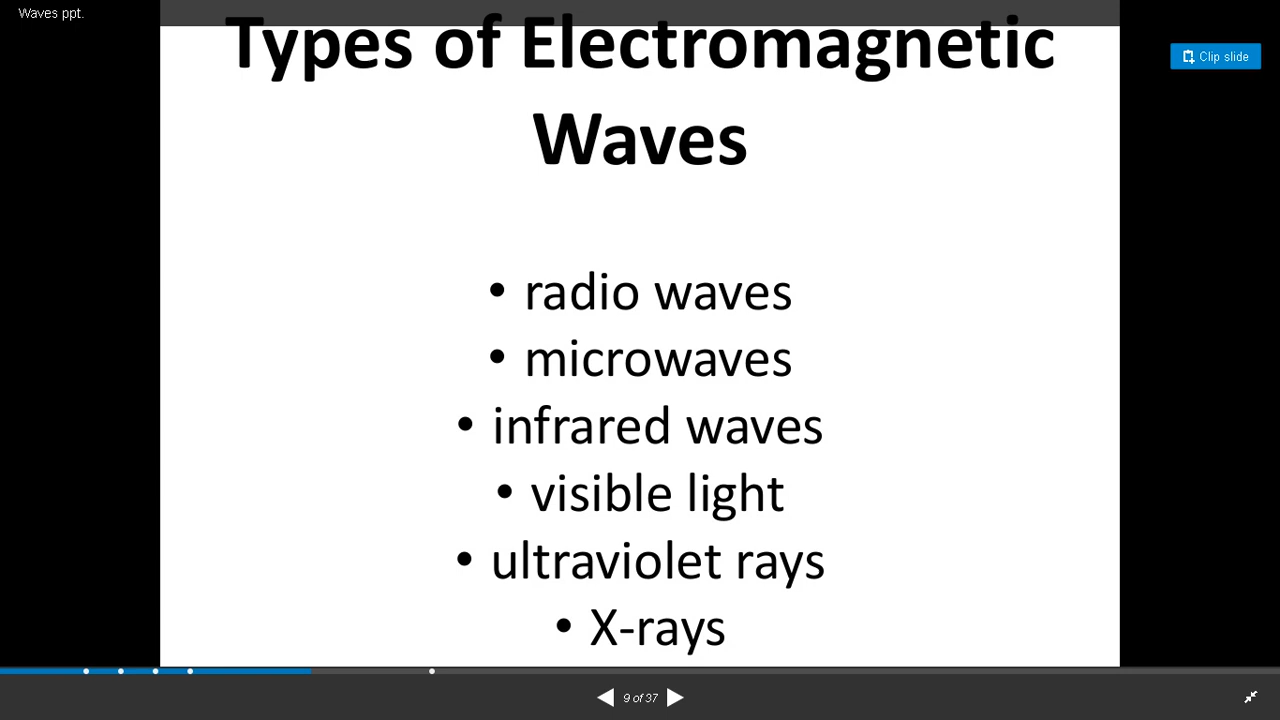 Waves ppt.
Types of Electromagnetic
Waves
Clip slide
• radio waves
• microwaves
• infrared waves
• visible light
• ultraviolet rays
• X-rays
9 of 37